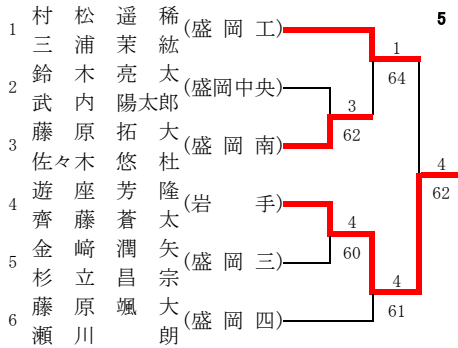 5
1 村松遥稀 (盛岡工)
三浦茉紘
2 鈴木亮太 (盛岡中央)
武内陽太郎
3 藤原拓大 (盛岡南)
佐々木悠杜
4 遊座芳隆 (岩手)
齊藤蒼太
5 金﨑潤矢 (盛岡三)
杉立昌宗
6 藤原颯大 (盛岡四)
瀬川朗
1
64
3
62
4
62
4
60
4
61